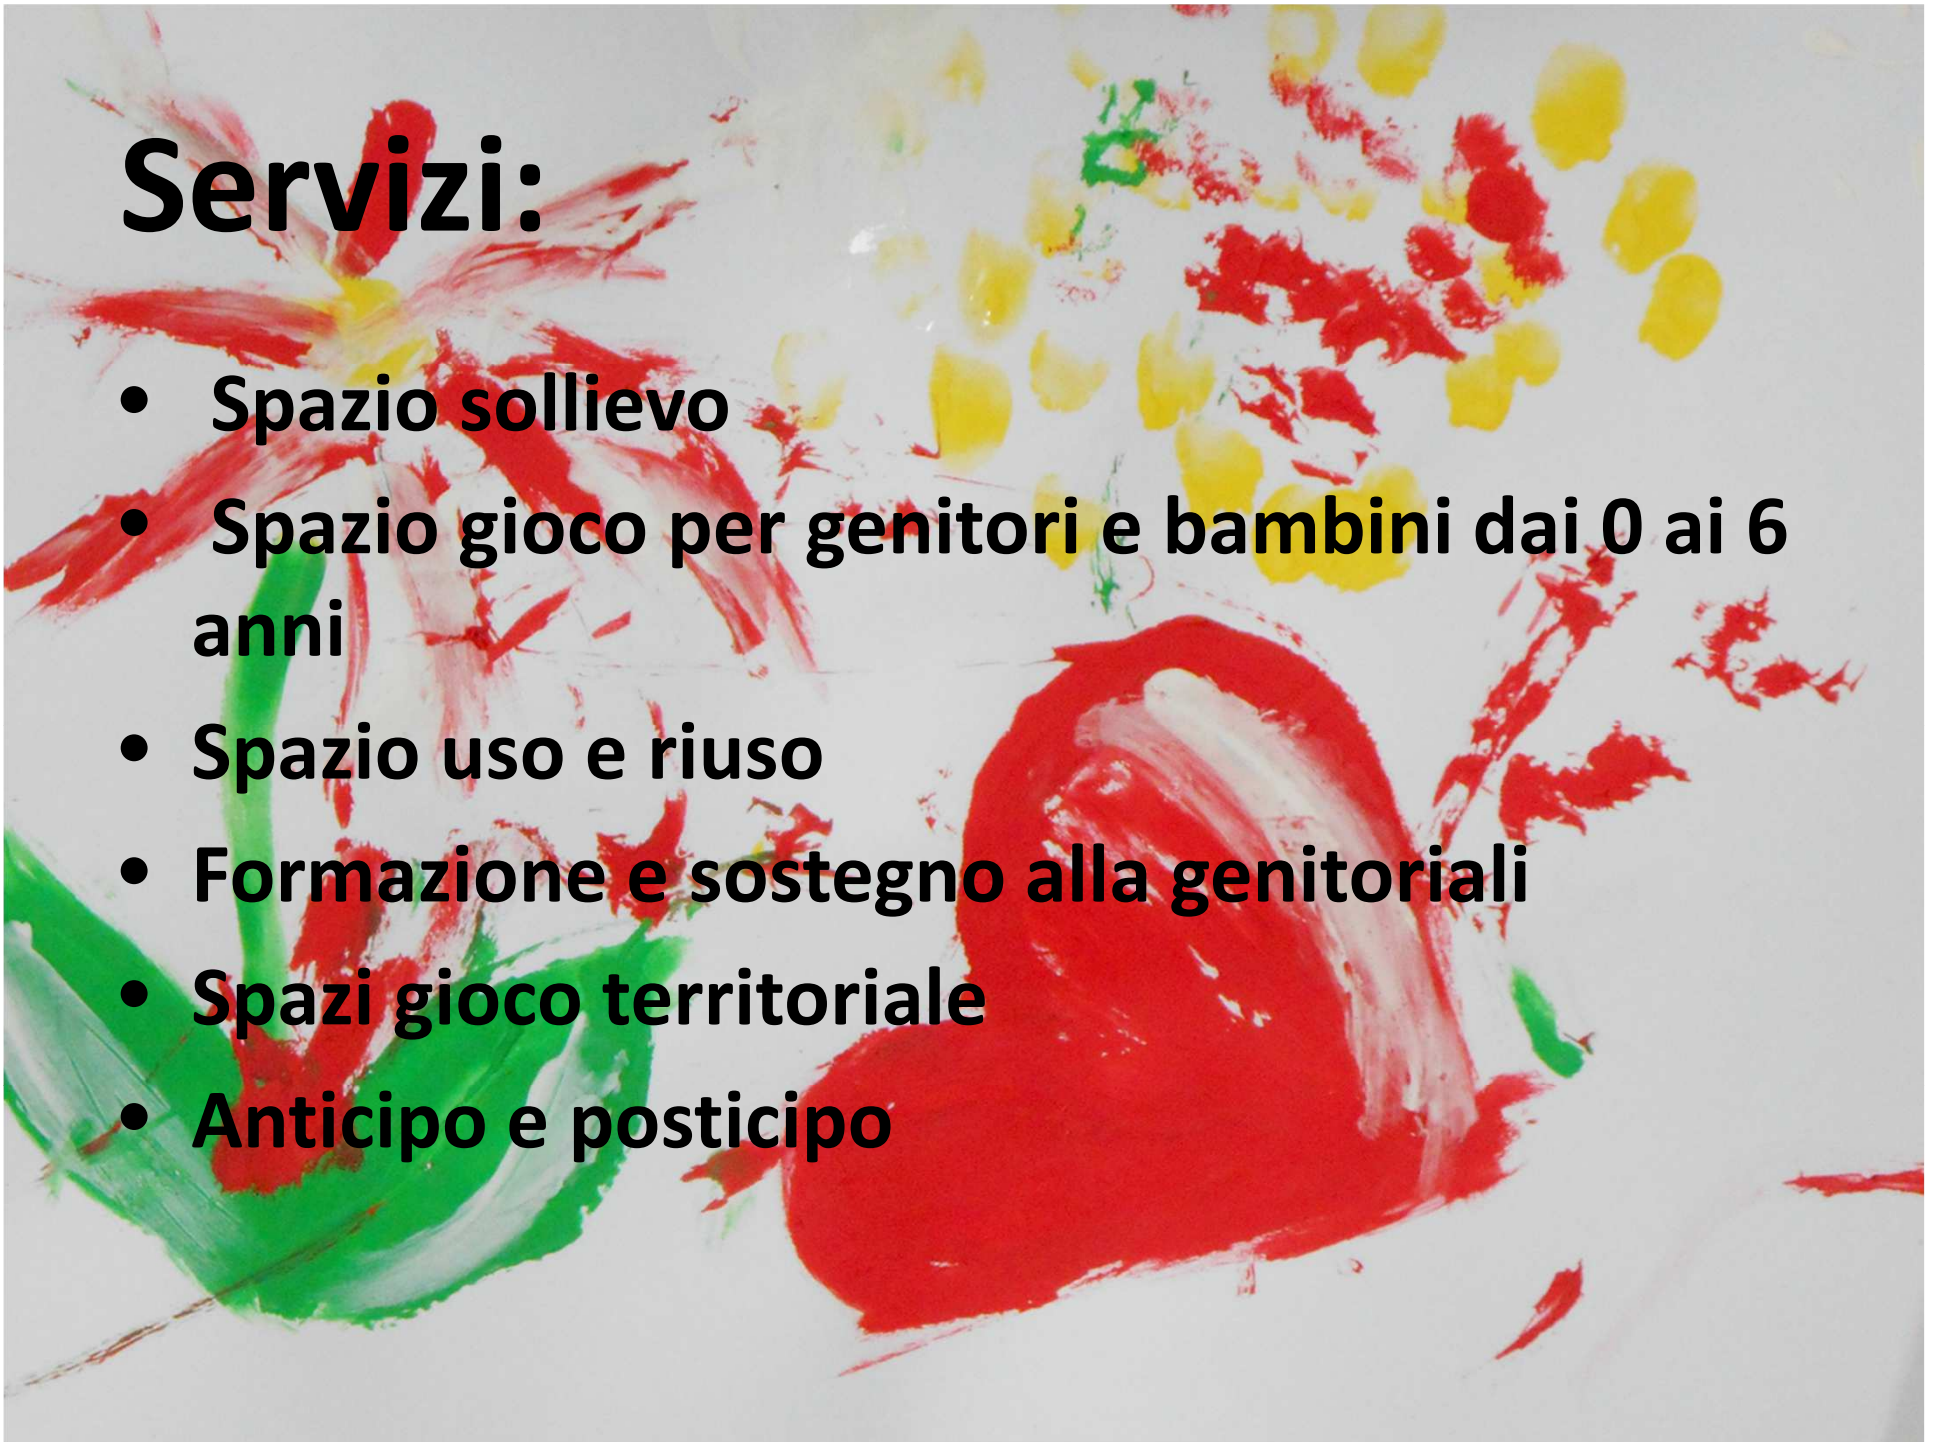 Servizi:
• Spazio sollievo
• Spazio gioco per genitori e bambini dai 0 ai 6
anni
• Spazio uso e riuso
• Formazione e sostegno alla genitoriali
• Spazi gioco territoriale
• Anticipo e posticipo